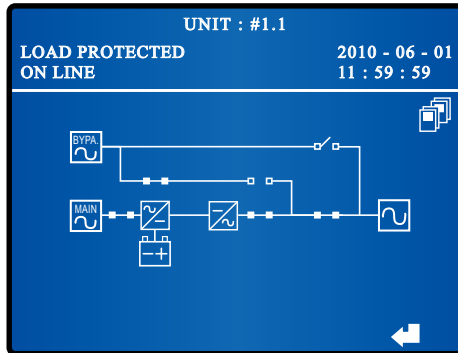 UNIT : #1.1
LOAD PROTECTED
2010 - 06 - 01
ON LINE
11 : 59 : 59
BYPA.
MAIN